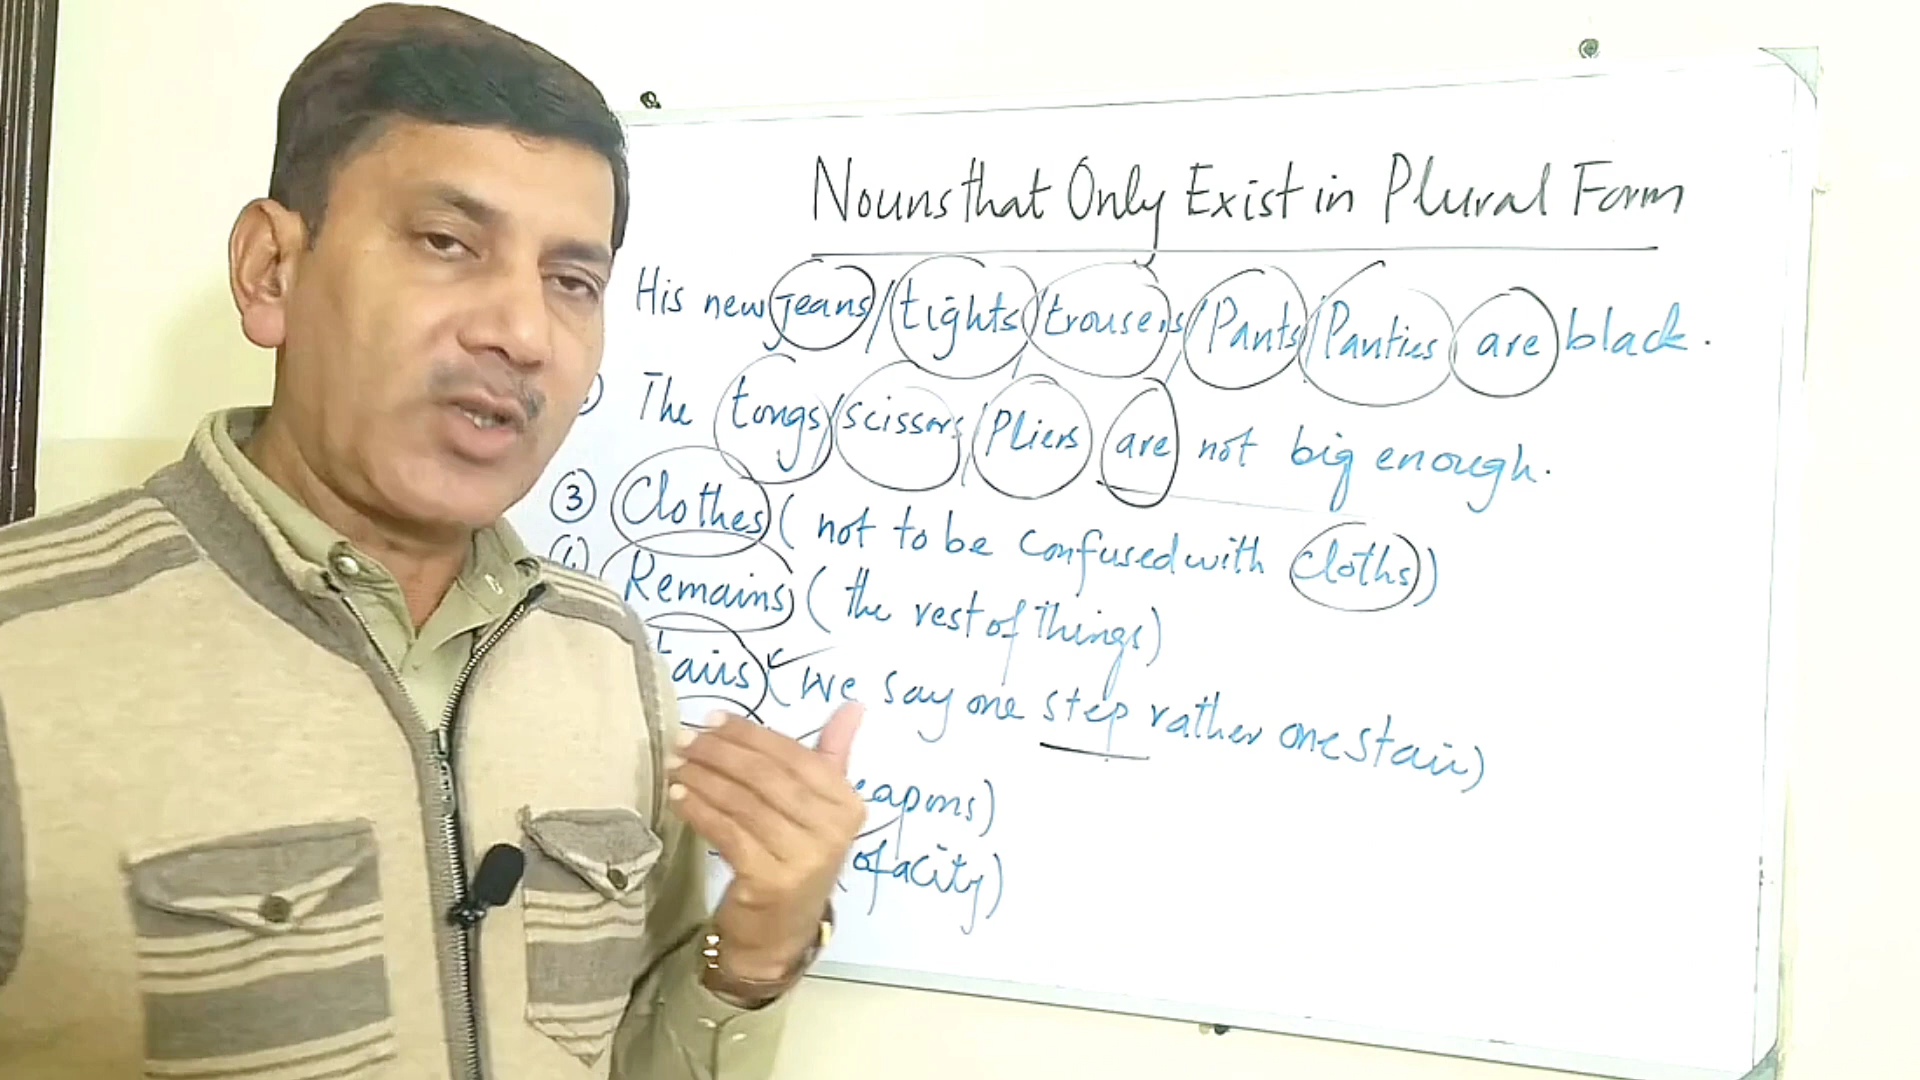 Nouns that Only Exist in Plural Form
His new jeans/tights/trousers/Pants/Panties are black.
The tongs/scissors/Pliers are not big enough.
③ Clothes (not to be confused with cloths)
Remains (the rest of things)
(we say one step rather one stair)
(of a city)